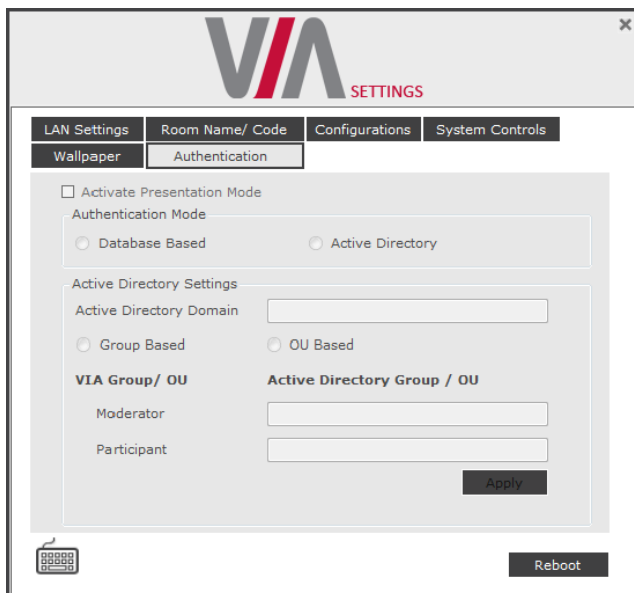 VIA
SETTINGS
LAN Settings Room Name/ Code Configurations System Controls
Wallpaper Authentication
Activate Presentation Mode
Authentication Mode
Database Based Active Directory
Active Directory Settings
Active Directory Domain
Group Based OU Based
VIA Group/ OU Active Directory Group / OU
Moderator
Participant
Apply
Reboot